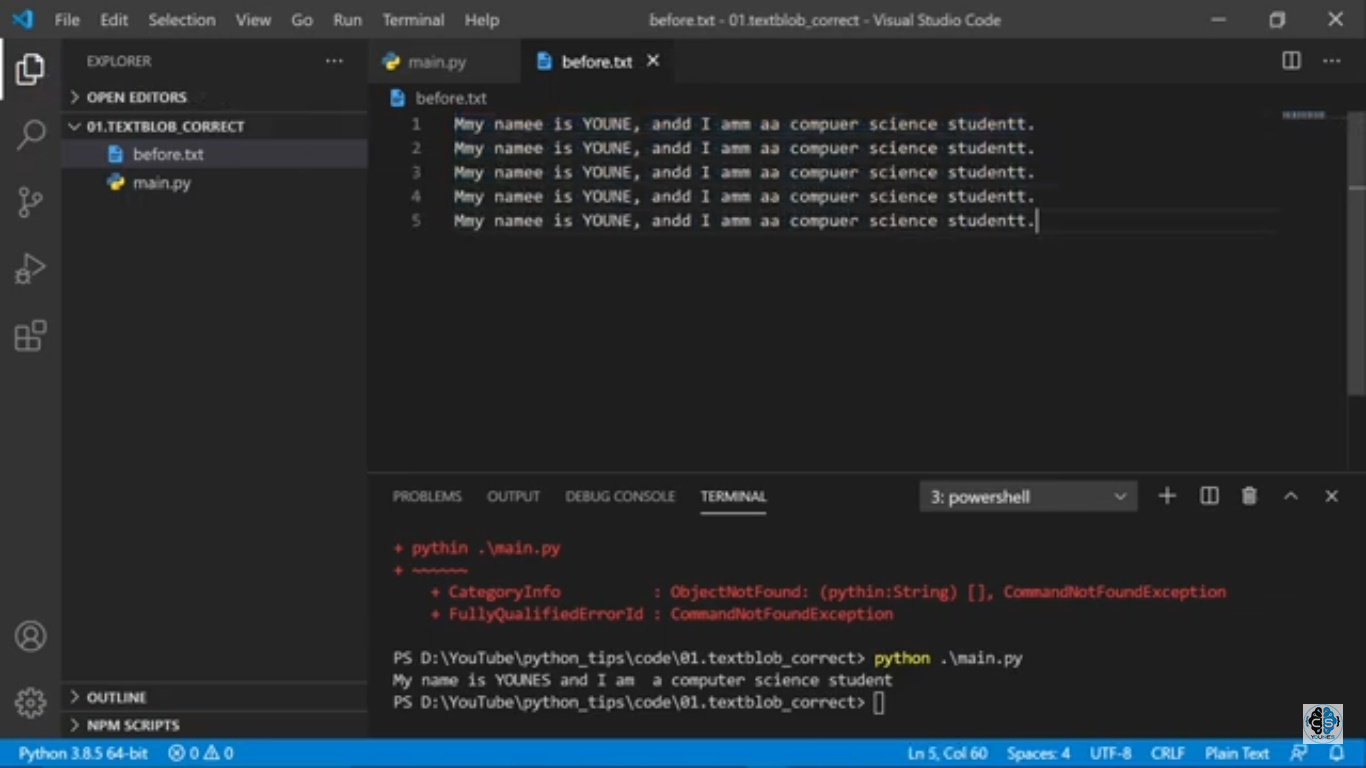 File Edit Selection View Go Run Terminal Help before.txt - 01.textblob_correct - Visual Studio Code
EXPLORER
OPEN EDITORS
01.TEXTBLOB_CORRECT
before.txt
main.py
OUTLINE
NPM SCRIPTS
main.py before.txt
before.txt
1 Mmy namee is YOUNE, andd I amm aa compuer science studentt.
2 Mmy namee is YOUNE, andd I amm aa compuer science studentt.
3 Mmy namee is YOUNE, andd I amm aa compuer science studentt.
4 Mmy namee is YOUNE, andd I amm aa compuer science studentt.
5 Mmy namee is YOUNE, andd I amm aa compuer science studentt.
PROBLEMS OUTPUT DEBUG CONSOLE TERMINAL 3: powershell
+ pythin .\main.py
+ ~~~~~~
+ CategoryInfo : ObjectNotFound: (pythin:String) [], CommandNotFoundException
+ FullyQualifiedErrorId : CommandNotFoundException
PS D:\YouTube\python_tips\code\01.textblob_correct> python .\main.py
My name is YOUNES and I am  a computer science student
PS D:\YouTube\python_tips\code\01.textblob_correct>
CS
YOUNES
Python 3.8.5 64-bit 0 0 Ln 5, Col 60 Spaces: 4 UTF-8 CRLF Plain Text